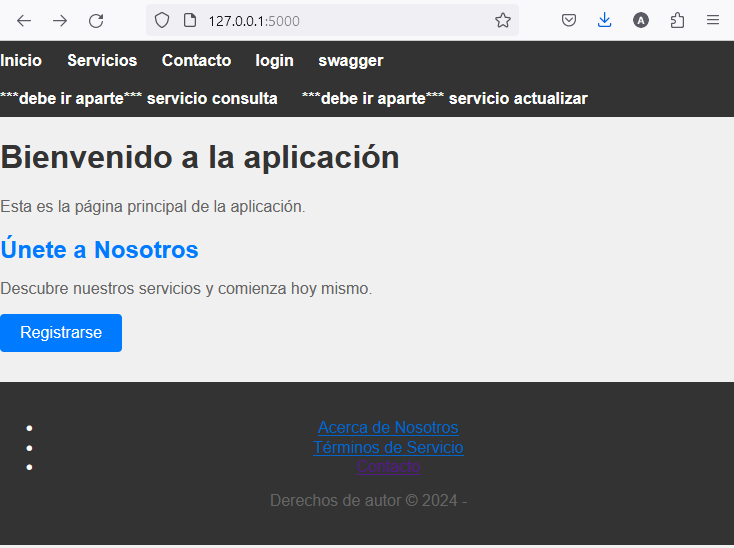 127.0.0.1:5000
A
Inicio Servicios Contacto login swagger
***debe ir aparte*** servicio consulta ***debe ir aparte*** servicio actualizar
Bienvenido a la aplicación
Esta es la página principal de la aplicación.
Únete a Nosotros
Descubre nuestros servicios y comienza hoy mismo.
Registrarse
Acerca de Nosotros
Términos de Servicio
Contacto
Derechos de autor © 2024 -